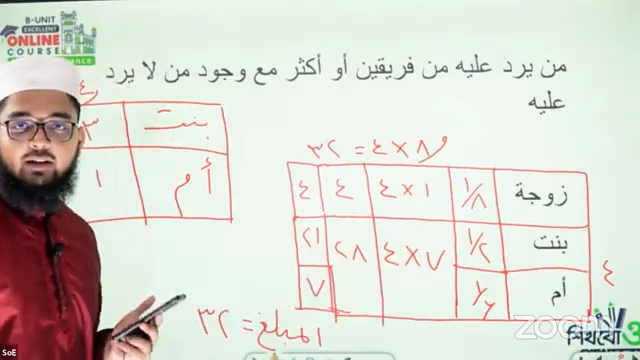 B-UNIT
EXCELLENT
ONLINE
COURSE
من يرد عليه من فريقين أو أكثر مع وجود من لا يرد
عليه
٤
بنت ٣
أم ١
٨ × ٤ = ٣٢
زوجة ١/٨ ١ × ٤ ٤ ٤
بنت ١/٢ ٧ × ٤ ٢٨ ٢١
أم ١/٦ ٧
٤
المبلغ = ٣٢
zoom
SoE